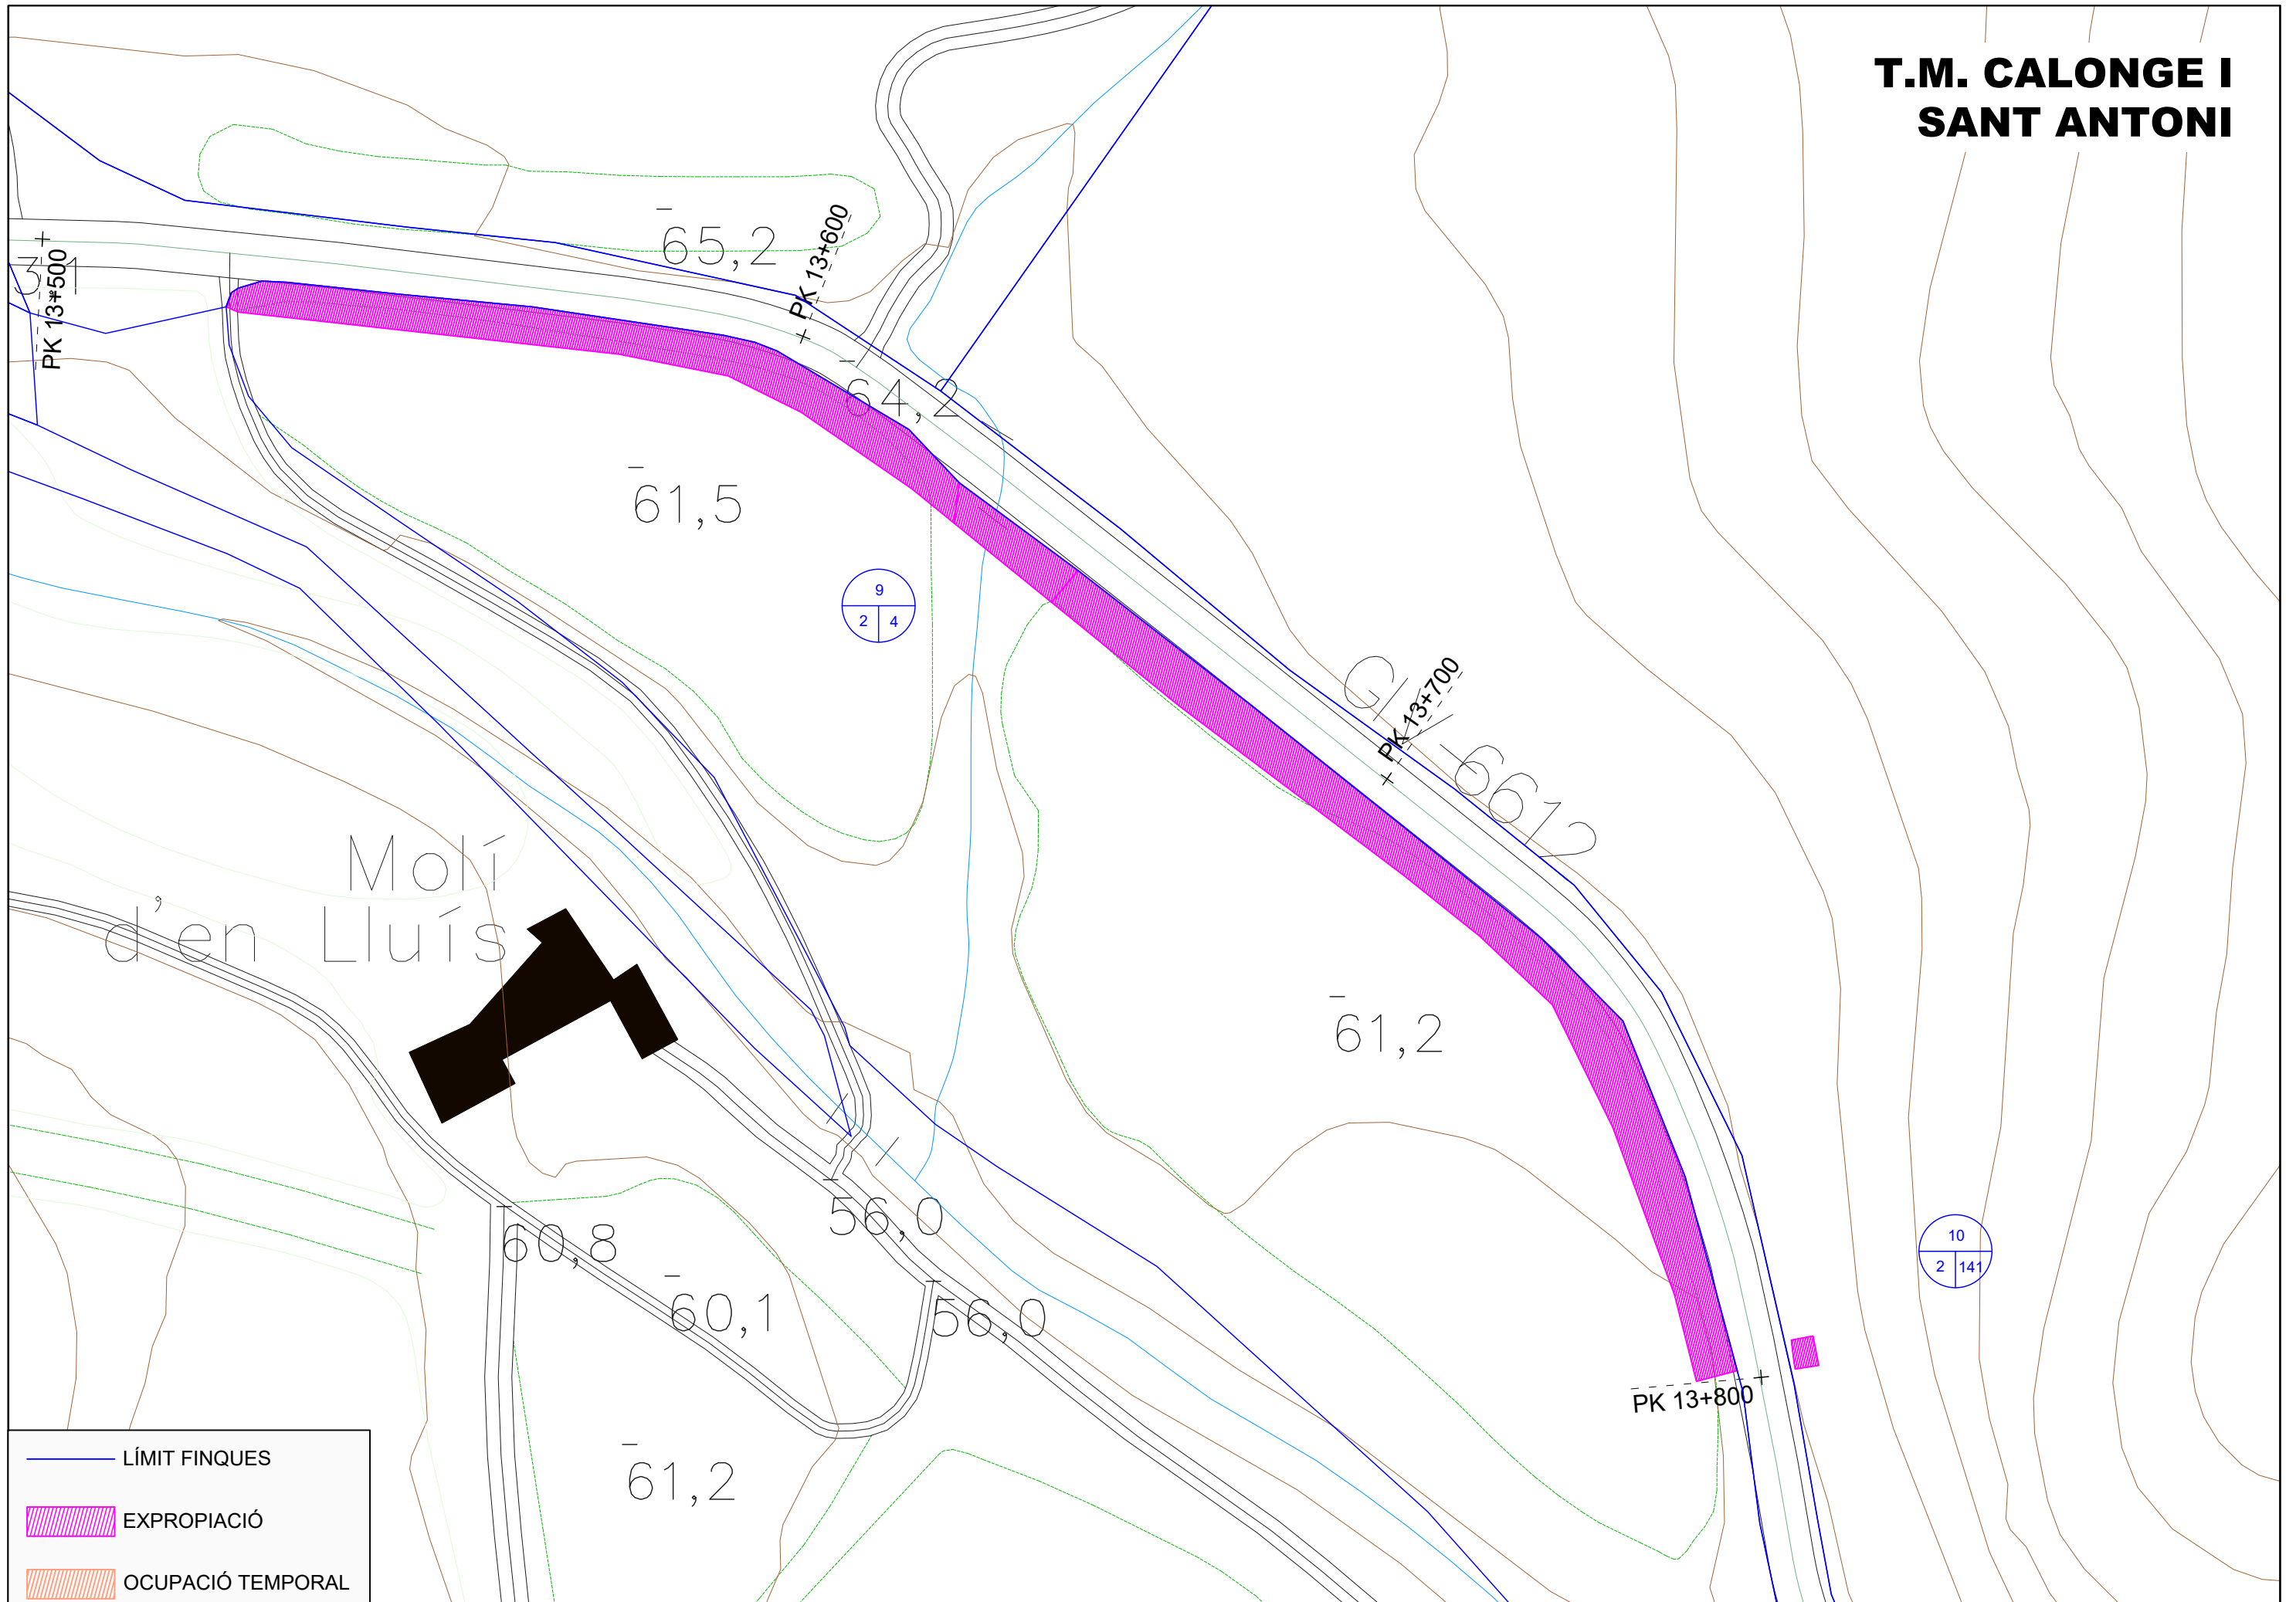 T.M. CALONGE I
SANT ANTONI
65,2
PK 13+600
PK 13+500
64,2
61,5
9
2 4
PK 13+700
GIV-6612
Molí
d'en Lluís
61,2
56,0
60,8
60,1
56,0
10
2 141
PK 13+800
61,2
LÍMIT FINQUES
EXPROPIACIÓ
OCUPACIÓ TEMPORAL